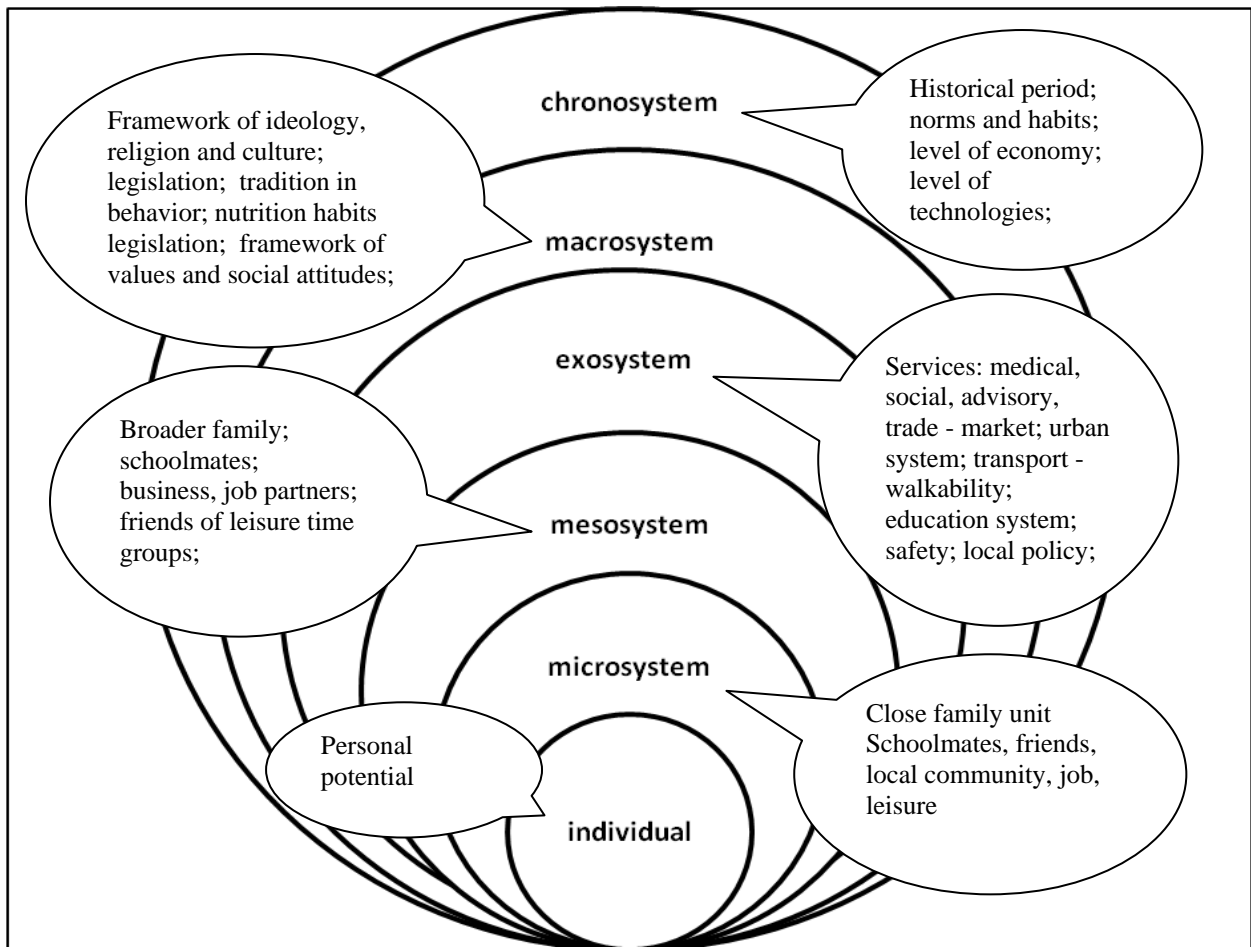 chronosystem
Historical period;
norms and habits;
level of economy;
level of
technologies;
Framework of ideology,
religion and culture;
legislation;  tradition in
behavior; nutrition habits
legislation;  framework of
values and social attitudes;
macrosystem
exosystem
Services: medical,
social, advisory,
trade - market; urban
system; transport -
walkability;
education system;
safety; local policy;
Broader family;
schoolmates;
business, job partners;
friends of leisure time
groups;
mesosystem
microsystem
Close family unit
Schoolmates, friends,
local community, job,
leisure
Personal
potential
individual